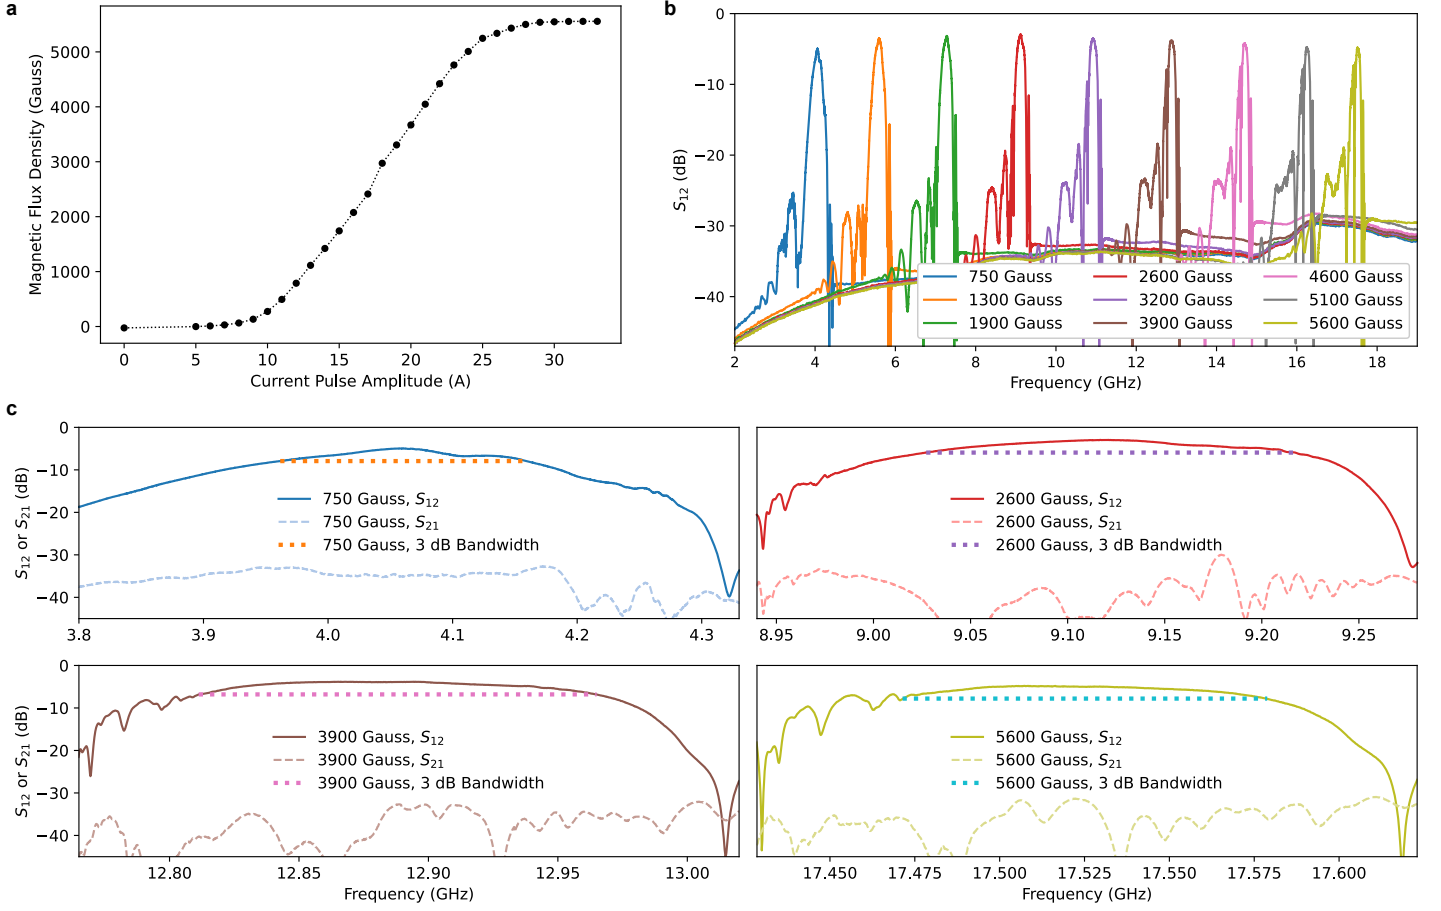 a
Magnetic Flux Density (Gauss)
5000
4000
3000
2000
1000
0
0 5 10 15 20 25 30
Current Pulse Amplitude (A)
b
S12 (dB)
0
−10
−20
−30
−40
750 Gauss 2600 Gauss 4600 Gauss
1300 Gauss 3200 Gauss 5100 Gauss
1900 Gauss 3900 Gauss 5600 Gauss
2 4 6 8 10 12 14 16 18
Frequency (GHz)
c
S12 or S21 (dB)
0
−10
−20
−30
−40
750 Gauss, S12
750 Gauss, S21
750 Gauss, 3 dB Bandwidth
3.8 3.9 4.0 4.1 4.2 4.3
2600 Gauss, S12
2600 Gauss, S21
2600 Gauss, 3 dB Bandwidth
8.95 9.00 9.05 9.10 9.15 9.20 9.25
S12 or S21 (dB)
0
−10
−20
−30
−40
3900 Gauss, S12
3900 Gauss, S21
3900 Gauss, 3 dB Bandwidth
12.80 12.85 12.90 12.95 13.00
Frequency (GHz)
5600 Gauss, S12
5600 Gauss, S21
5600 Gauss, 3 dB Bandwidth
17.450 17.475 17.500 17.525 17.550 17.575 17.600
Frequency (GHz)